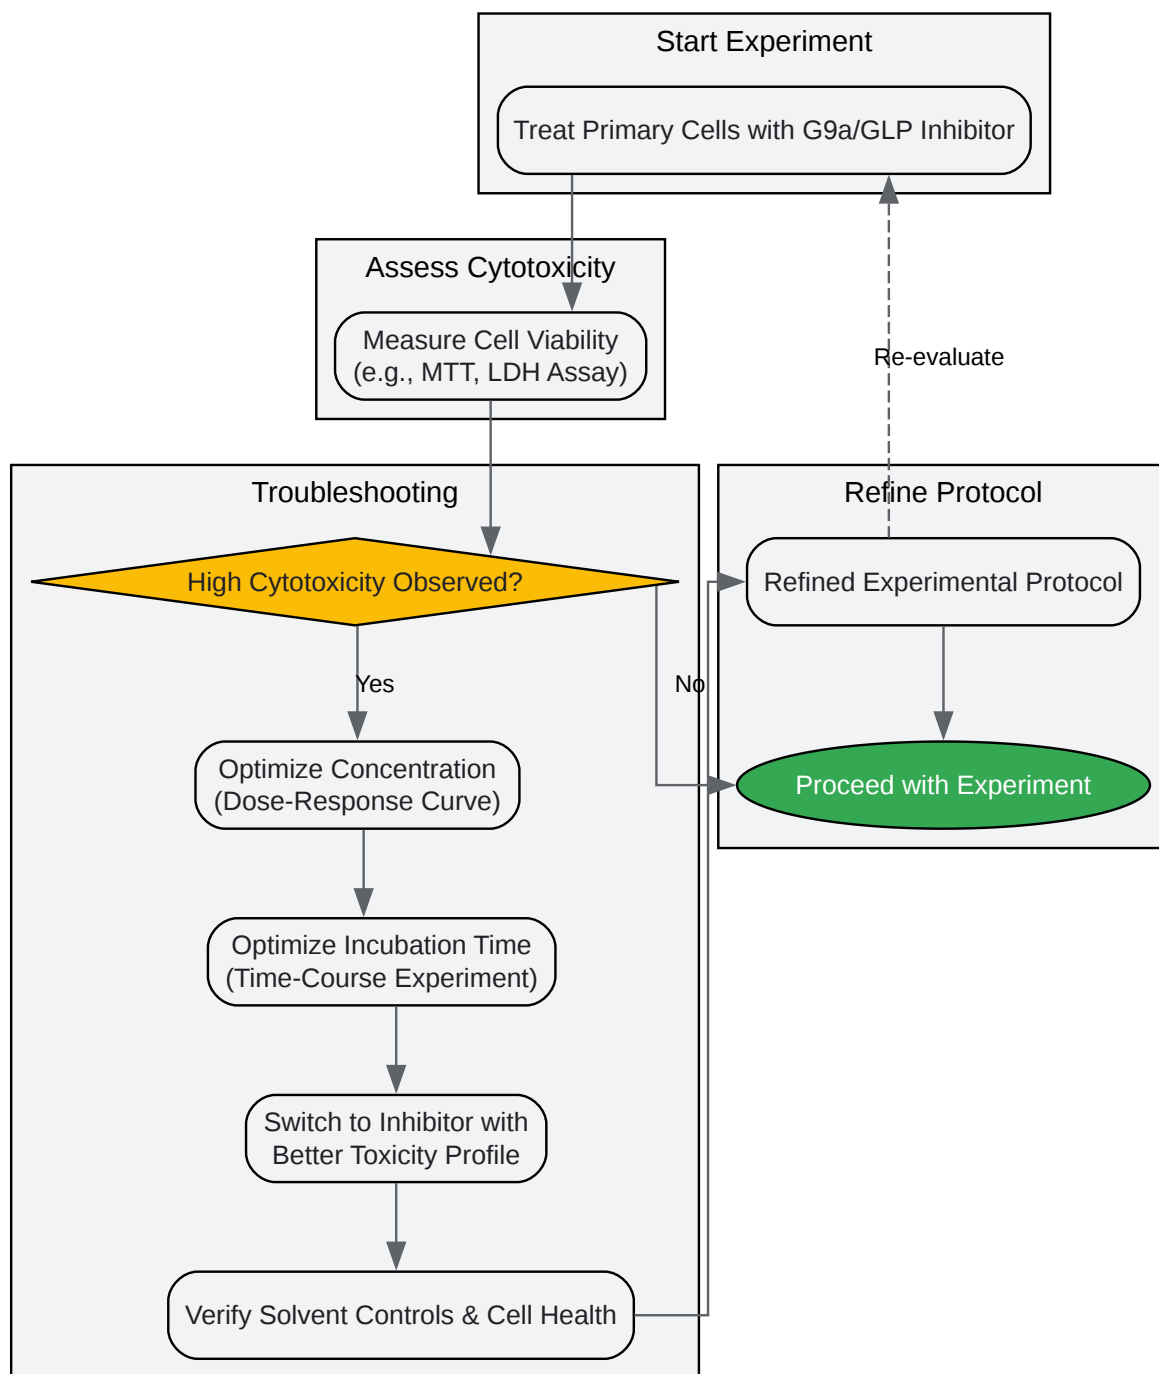 Start Experiment
Treat Primary Cells with G9a/GLP Inhibitor
Assess Cytotoxicity
Measure Cell Viability
(e.g., MTT, LDH Assay)
Re-evaluate
Troubleshooting
High Cytotoxicity Observed?
Refine Protocol
Refined Experimental Protocol
Yes
No
Optimize Concentration
(Dose-Response Curve)
Proceed with Experiment
Optimize Incubation Time
(Time-Course Experiment)
Switch to Inhibitor with
Better Toxicity Profile
Verify Solvent Controls & Cell Health